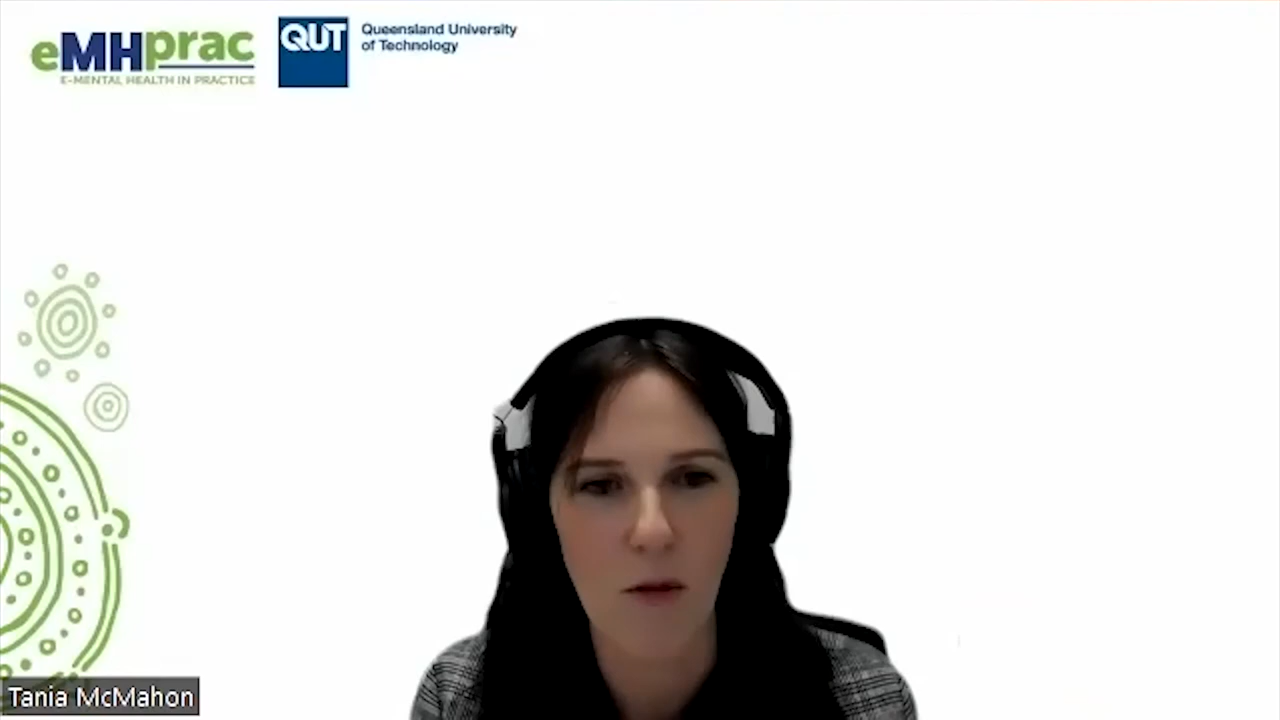 eMHprac
E-MENTAL HEALTH IN PRACTICE
QUT
Queensland University
of Technology
Tania McMahon